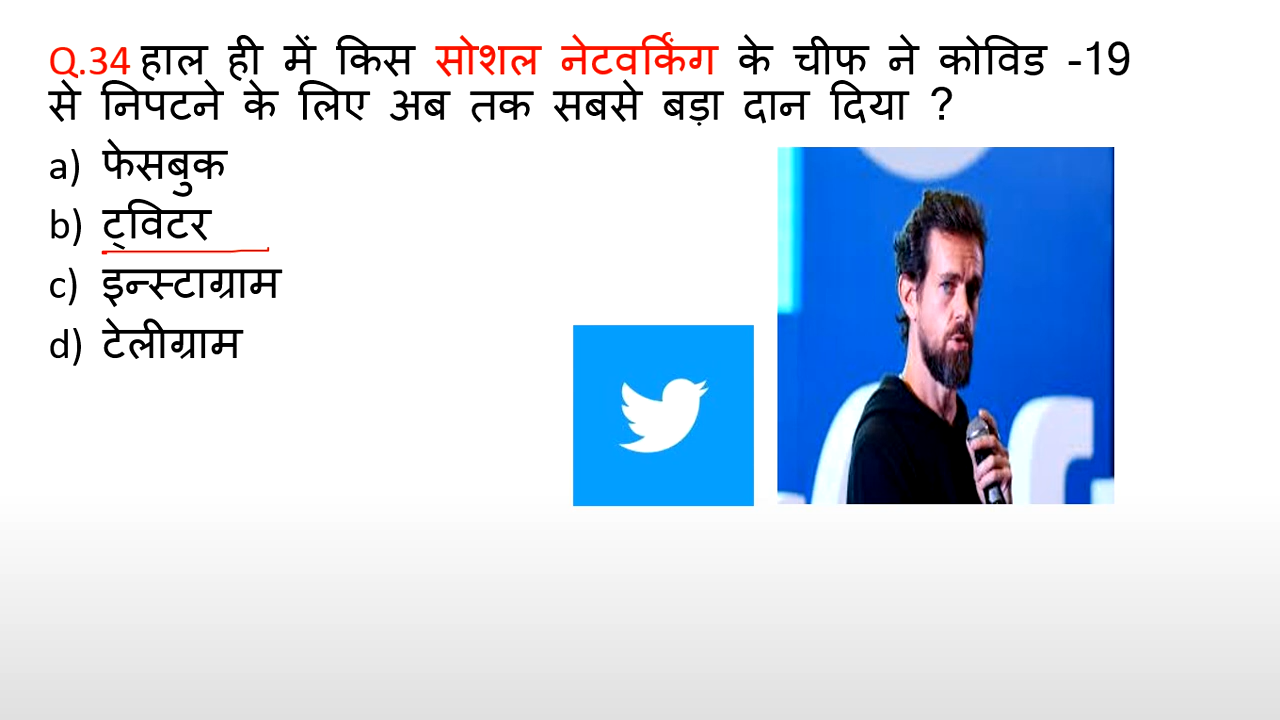 Q.34 हाल ही में किस सोशल नेटवर्किंग के चीफ ने कोविड -19
से निपटने के लिए अब तक सबसे बड़ा दान दिया ?
a) फेसबुक
b) ट्विटर
c) इन्स्टाग्राम
d) टेलीग्राम